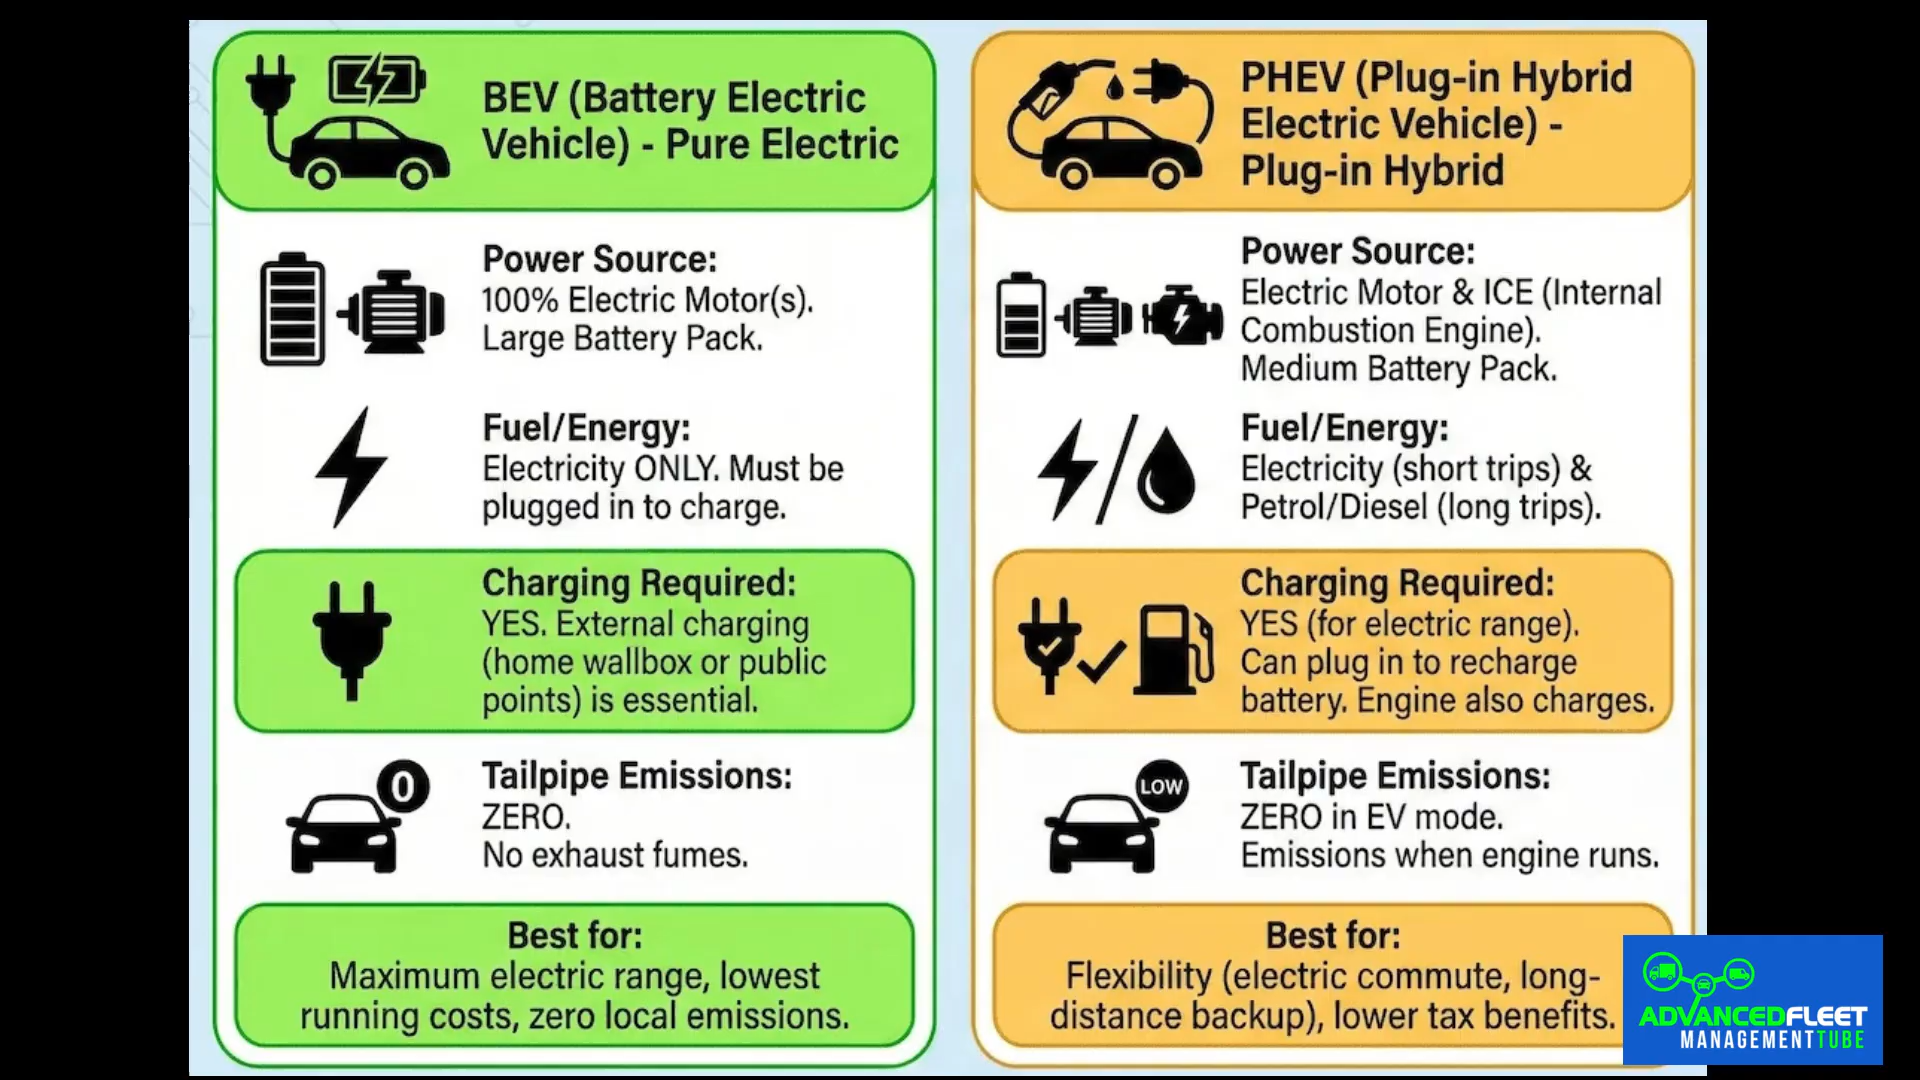 BEV (Battery Electric
Vehicle) - Pure Electric
Power Source:
100% Electric Motor(s).
Large Battery Pack.
Fuel/Energy:
Electricity ONLY. Must be
plugged in to charge.
Charging Required:
YES. External charging
(home wallbox or public
points) is essential.
0
Tailpipe Emissions:
ZERO.
No exhaust fumes.
Best for:
Maximum electric range, lowest
running costs, zero local emissions.
PHEV (Plug-in Hybrid
Electric Vehicle) -
Plug-in Hybrid
Power Source:
Electric Motor & ICE (Internal
Combustion Engine).
Medium Battery Pack.
Fuel/Energy:
Electricity (short trips) &
Petrol/Diesel (long trips).
Charging Required:
YES (for electric range).
Can plug in to recharge
battery. Engine also charges.
LOW
Tailpipe Emissions:
ZERO in EV mode.
Emissions when engine runs.
Best for:
Flexibility (electric commute, long-
distance backup), lower tax benefits.
ADVANCEDFLEET
MANAGEMENTTUBE